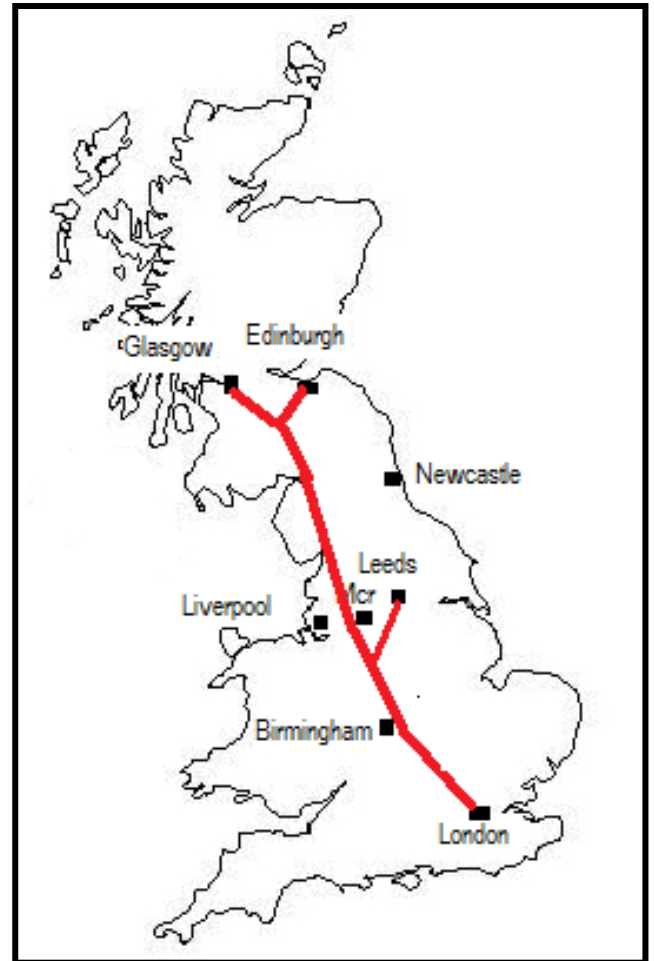 Edinburgh
Glasgow
Newcastle
Leeds
Mcr
Liverpool
Birmingham
London